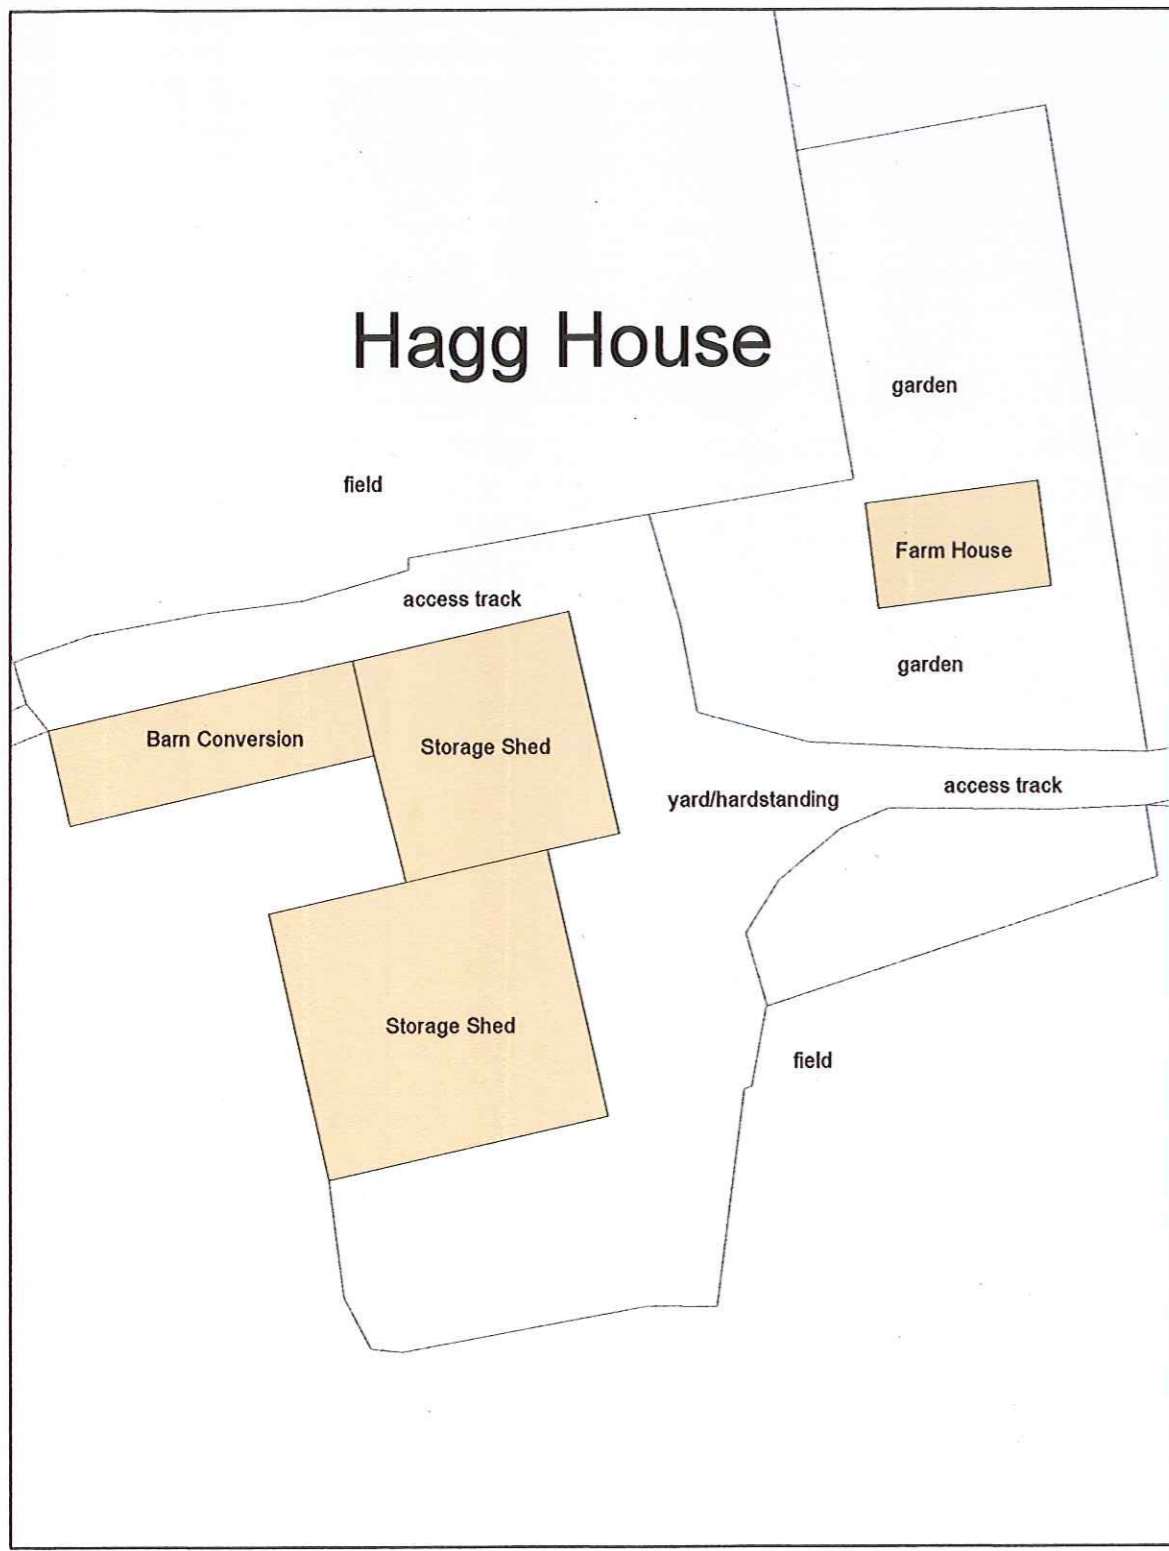 Hagg House
garden
field
Farm House
access track
garden
Barn Conversion
Storage Shed
access track
yard/hardstanding
Storage Shed
field